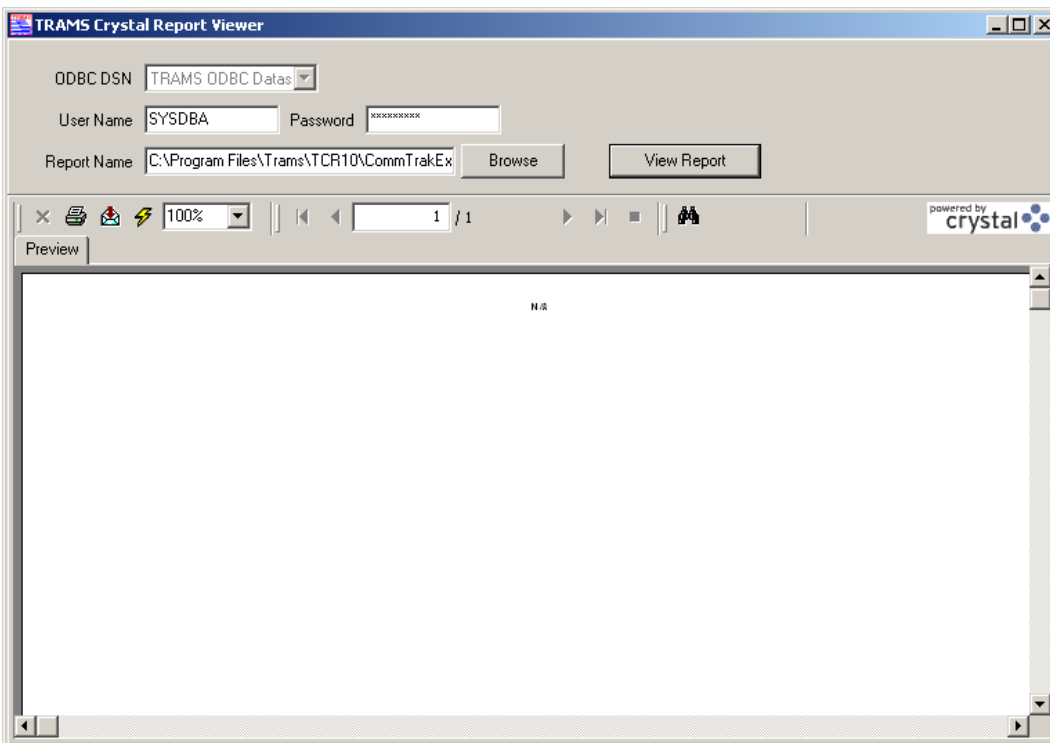 TRAMS Crystal Report Viewer
ODBC DSN TRAMS ODBC Datas
User Name SYSDBA Password ×××××××××
Report Name C:\Program Files\Trams\TCR10\CommTrakEx Browse View Report
100% 1 / 1 powered by crystal
Preview
N/A